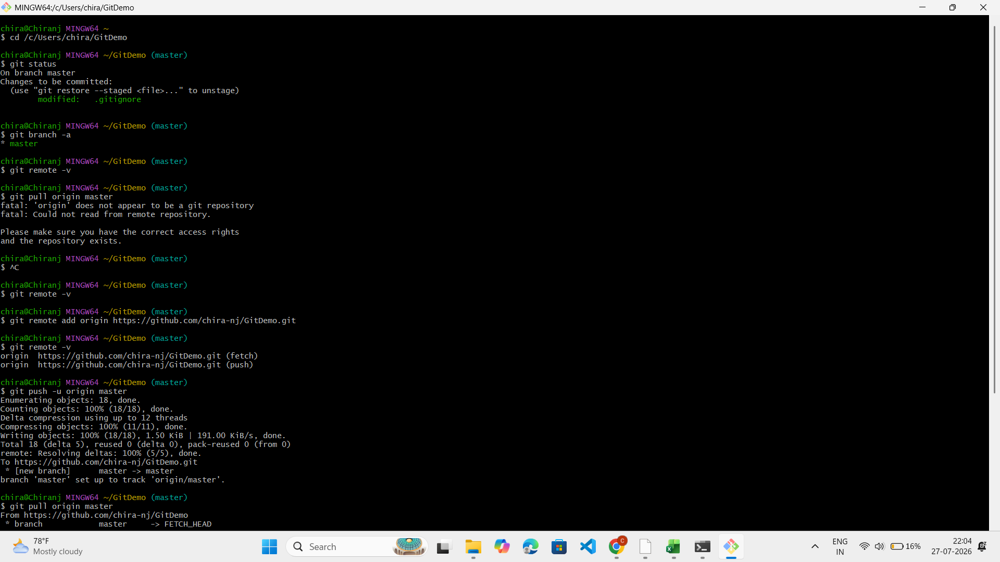 MINGW64:/c/Users/chira/GitDemo
chira@Chiranj MINGW64 ~
$ cd /c/Users/chira/GitDemo
chira@Chiranj MINGW64 ~/GitDemo (master)
$ git status
On branch master
Changes to be committed:
  (use "git restore --staged <file>..." to unstage)
        modified:   .gitignore
chira@Chiranj MINGW64 ~/GitDemo (master)
$ git branch -a
* master
chira@Chiranj MINGW64 ~/GitDemo (master)
$ git remote -v
chira@Chiranj MINGW64 ~/GitDemo (master)
$ git pull origin master
fatal: 'origin' does not appear to be a git repository
fatal: Could not read from remote repository.
Please make sure you have the correct access rights
and the repository exists.
chira@Chiranj MINGW64 ~/GitDemo (master)
$ ^C
chira@Chiranj MINGW64 ~/GitDemo (master)
$ git remote -v
chira@Chiranj MINGW64 ~/GitDemo (master)
$ git remote add origin https://github.com/chira-nj/GitDemo.git
chira@Chiranj MINGW64 ~/GitDemo (master)
$ git remote -v
origin  https://github.com/chira-nj/GitDemo.git (fetch)
origin  https://github.com/chira-nj/GitDemo.git (push)
chira@Chiranj MINGW64 ~/GitDemo (master)
$ git push -u origin master
Enumerating objects: 18, done.
Counting objects: 100% (18/18), done.
Delta compression using up to 12 threads
Compressing objects: 100% (11/11), done.
Writing objects: 100% (18/18), 1.50 KiB | 191.00 KiB/s, done.
Total 18 (delta 5), reused 0 (delta 0), pack-reused 0 (from 0)
remote: Resolving deltas: 100% (5/5), done.
To https://github.com/chira-nj/GitDemo.git
 * [new branch]      master -> master
branch 'master' set up to track 'origin/master'.
chira@Chiranj MINGW64 ~/GitDemo (master)
$ git pull origin master
From https://github.com/chira-nj/GitDemo
 * branch            master     -> FETCH_HEAD
78°F
Mostly cloudy
Search
C
ENG
IN
16%
22:04
27-07-2026